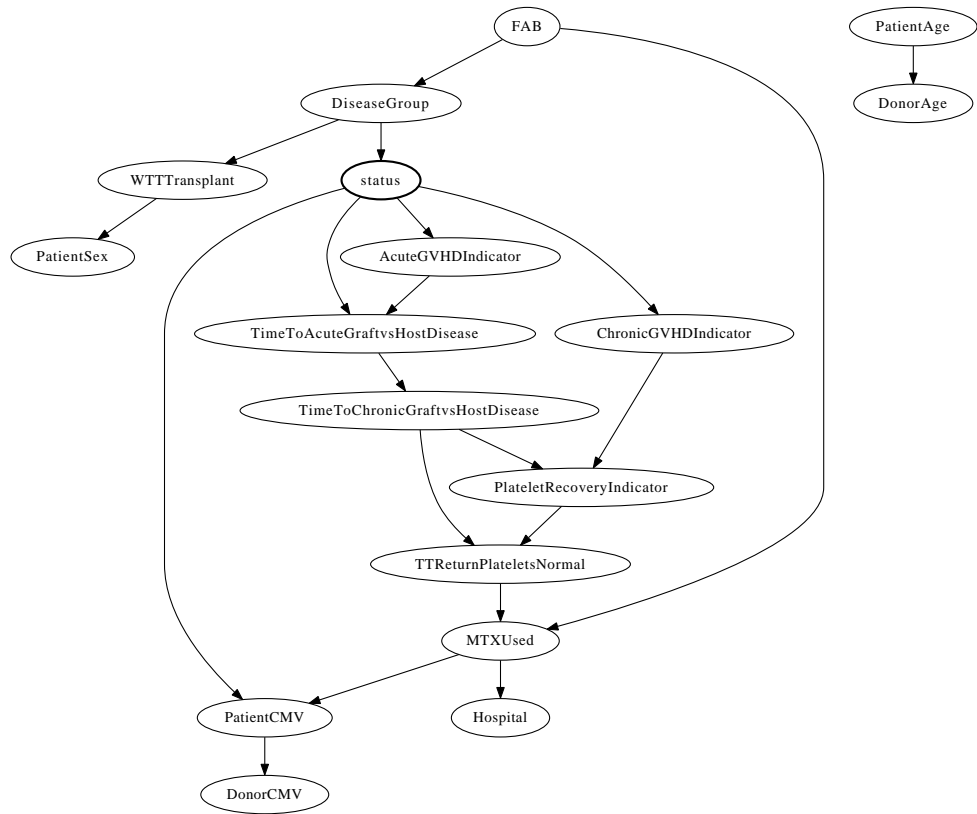 FAB
PatientAge
DiseaseGroup
DonorAge
WTTTransplant
status
PatientSex
AcuteGVHDIndicator
TimeToAcuteGraftvsHostDisease
ChronicGVHDIndicator
TimeToChronicGraftvsHostDisease
PlateletRecoveryIndicator
TTReturnPlateletsNormal
MTXUsed
PatientCMV
Hospital
DonorCMV